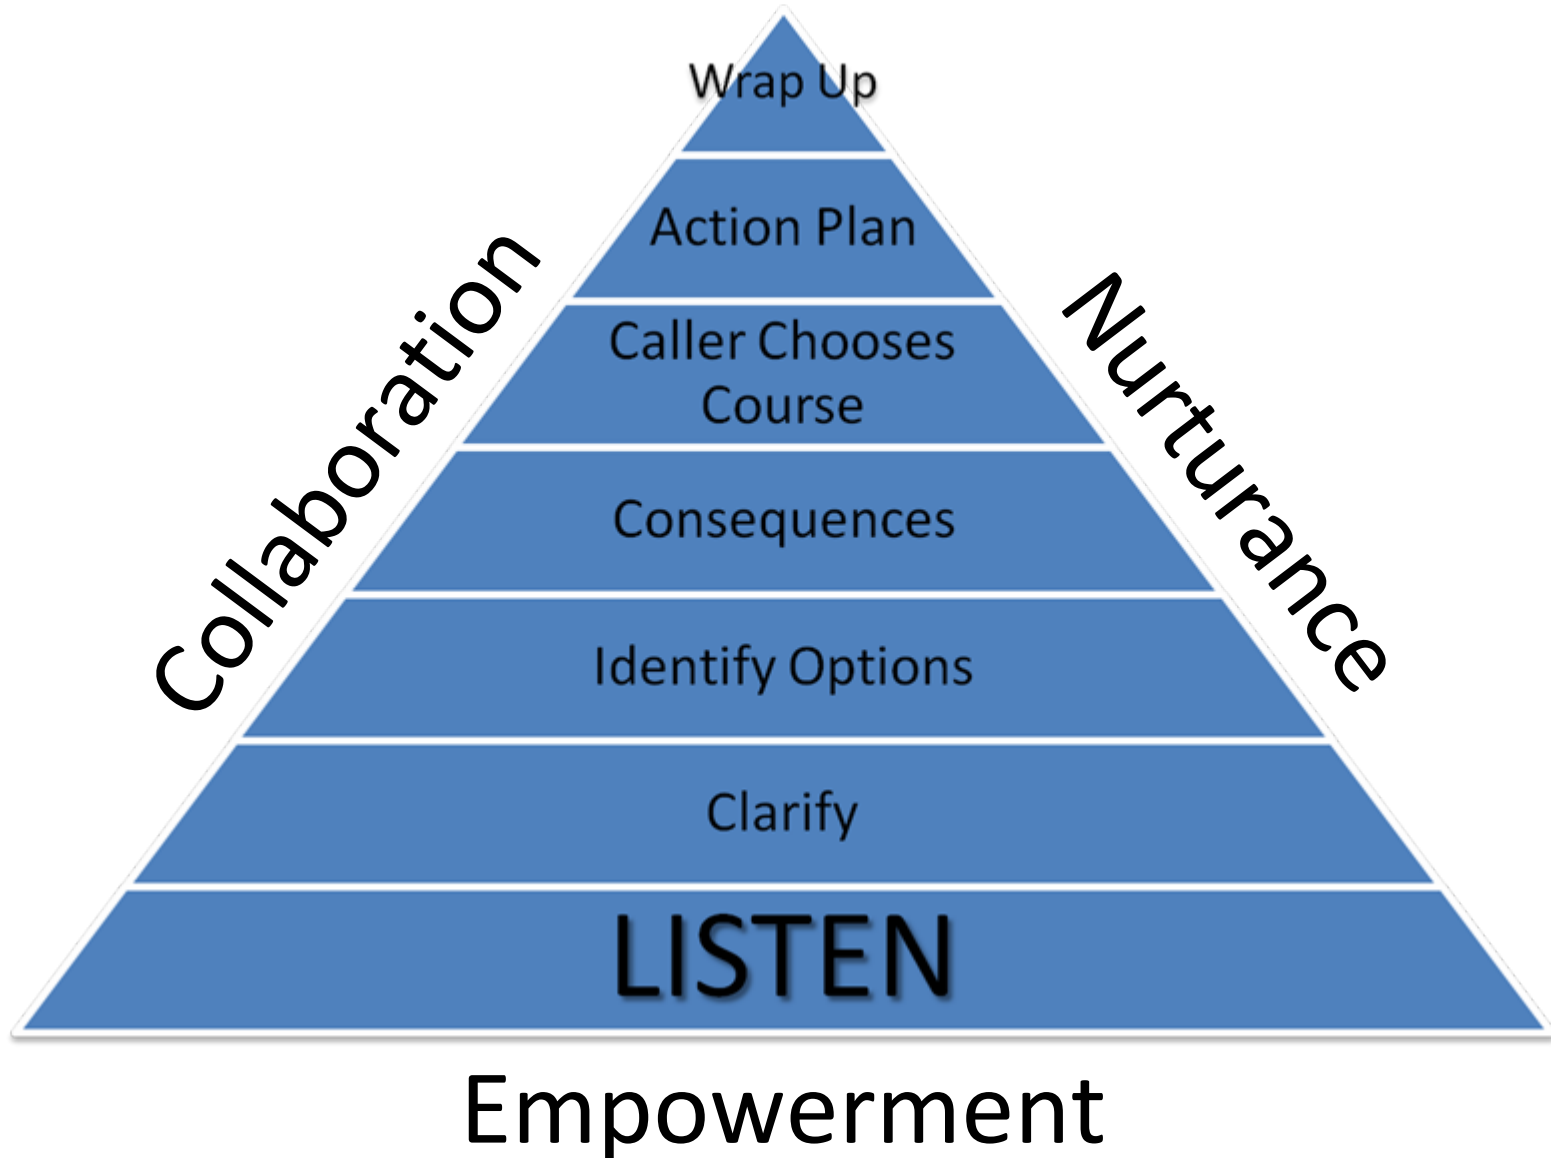 Wrap Up
Action Plan
Caller Chooses
Course
Consequences
Identify Options
Clarify
LISTEN
Collaboration
Nurturance
Empowerment